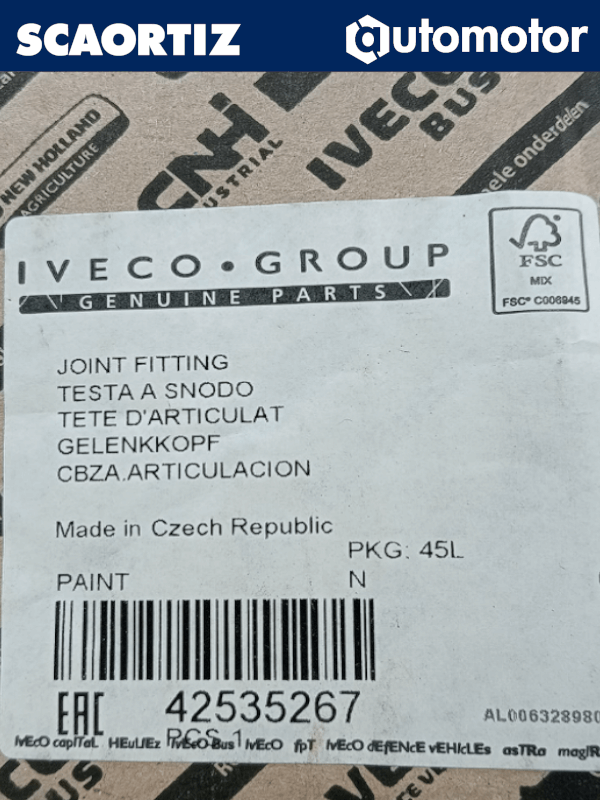 SCAORTIZ automotor
NEW HOLLAND
AGRICULTURE
CNH
INDUSTRIAL
IVECO
BUS
onderdelen
IVECO • GROUP
GENUINE PARTS
FSC
MIX
FSC® C006945
JOINT FITTING
TESTA A SNODO
TETE D'ARTICULAT
GELENKKOPF
CBZA.ARTICULACION
Made in Czech Republic
PKG: 45L
PAINT N
EAC 42535267
PCS 1
AL006328980
IVECO capITaL HEuLIEz IVECO Bus IVECO fpT IVECO dEfENcE vEHIcLEs asTRa magIR